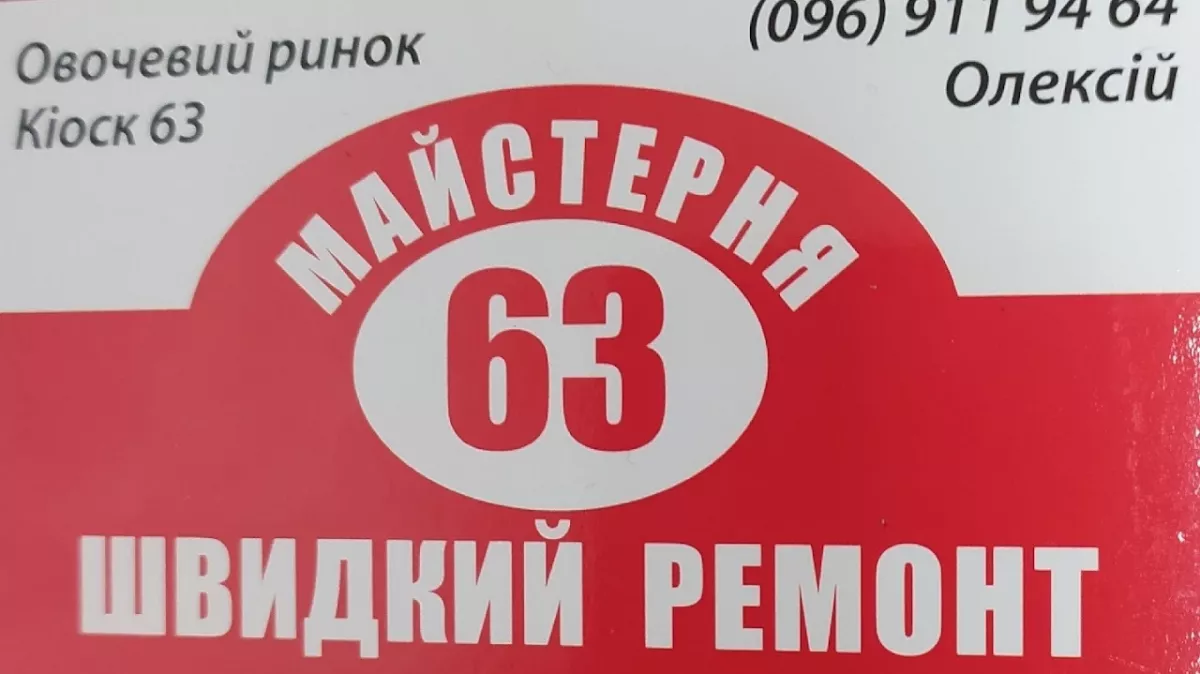 Овочевий ринок
Кіоск 63
(096) 911 94 64
Олексій
МАЙСТЕРНЯ
63
ШВИДКИЙ РЕМОНТ